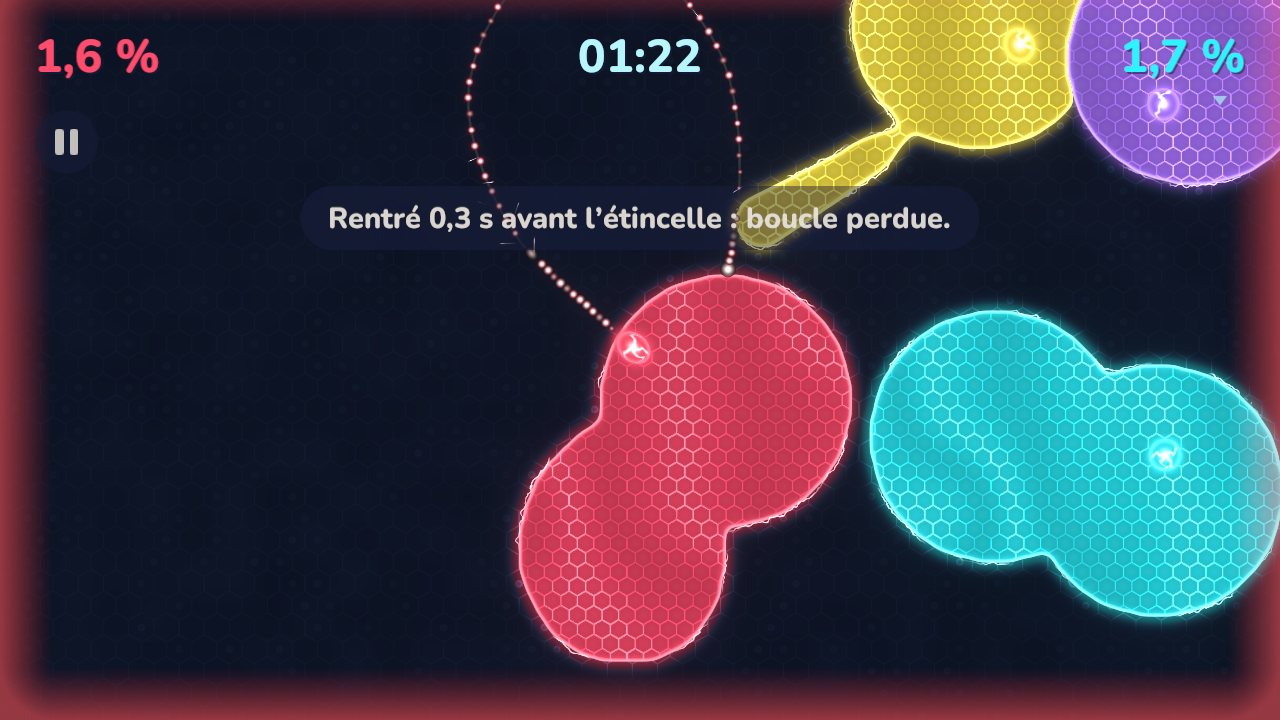 1,6 %
01:22
1,7 %
Rentré 0,3 s avant l’étincelle : boucle perdue.